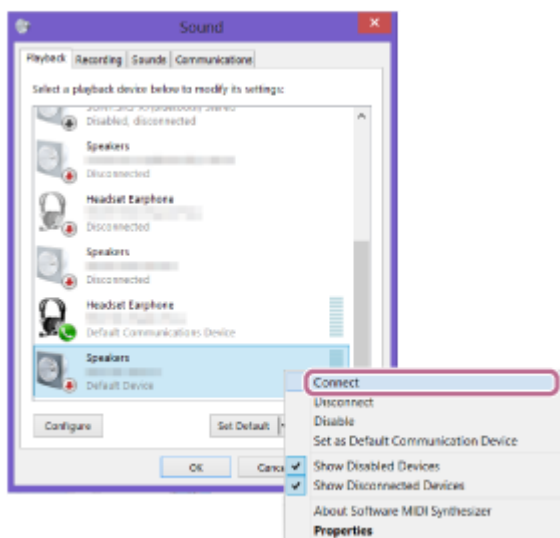 Sound
Playback Recording Sounds Communications
Select a playback device below to modify its settings:
Disabled, disconnected
Speakers
Disconnected
Headset Earphone
Disconnected
Speakers
Disconnected
Headset Earphone
Default Communications Device
Speakers
Default Device
Configure
Set Default
OK
Connect
Disconnect
Disable
Set as Default Communication Device
Show Disabled Devices
Show Disconnected Devices
About Software MIDI Synthesizer
Properties